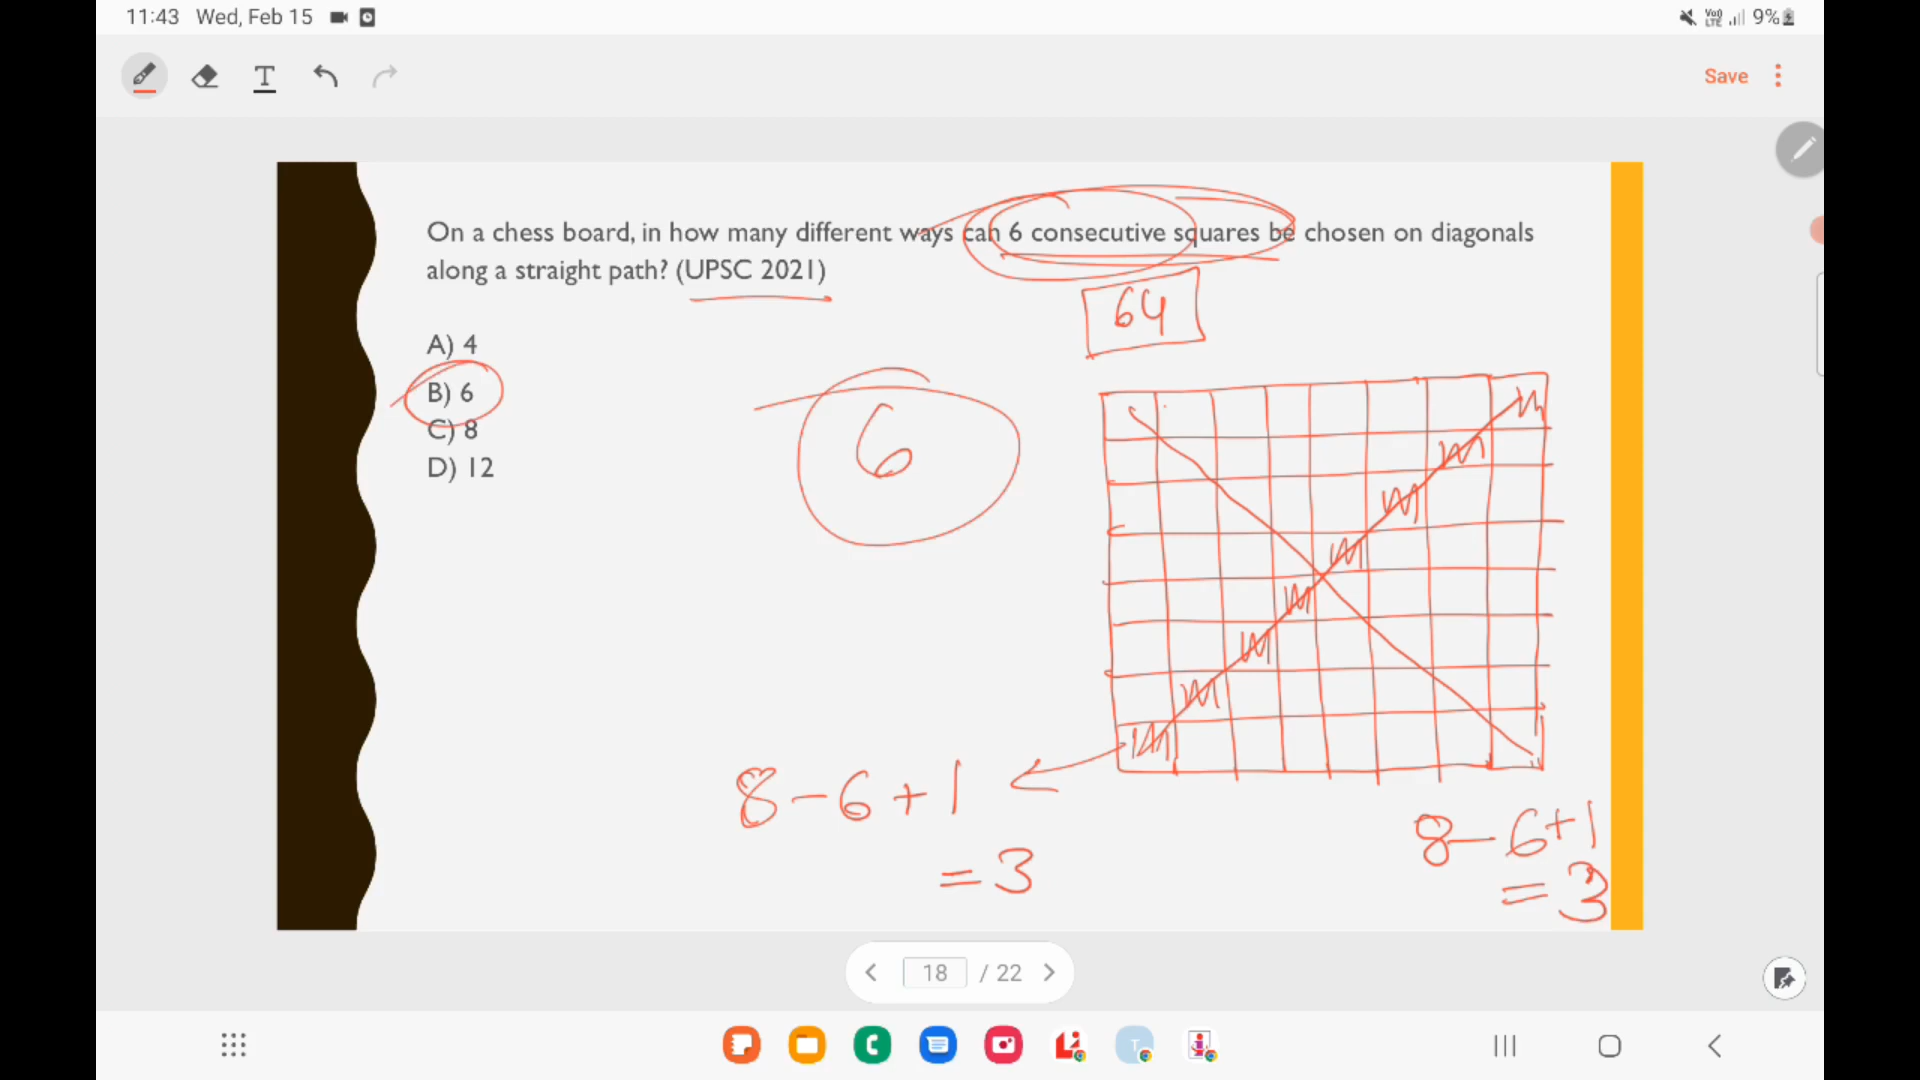 11:43 Wed, Feb 15
Vo)) LTE 9%
T
Save
On a chess board, in how many different ways can 6 consecutive squares be chosen on diagonals
along a straight path? (UPSC 2021)
64
A) 4
B) 6
C) 8
D) 12
6
8-6+1
=3
8-6+1
=3
18 / 22
T